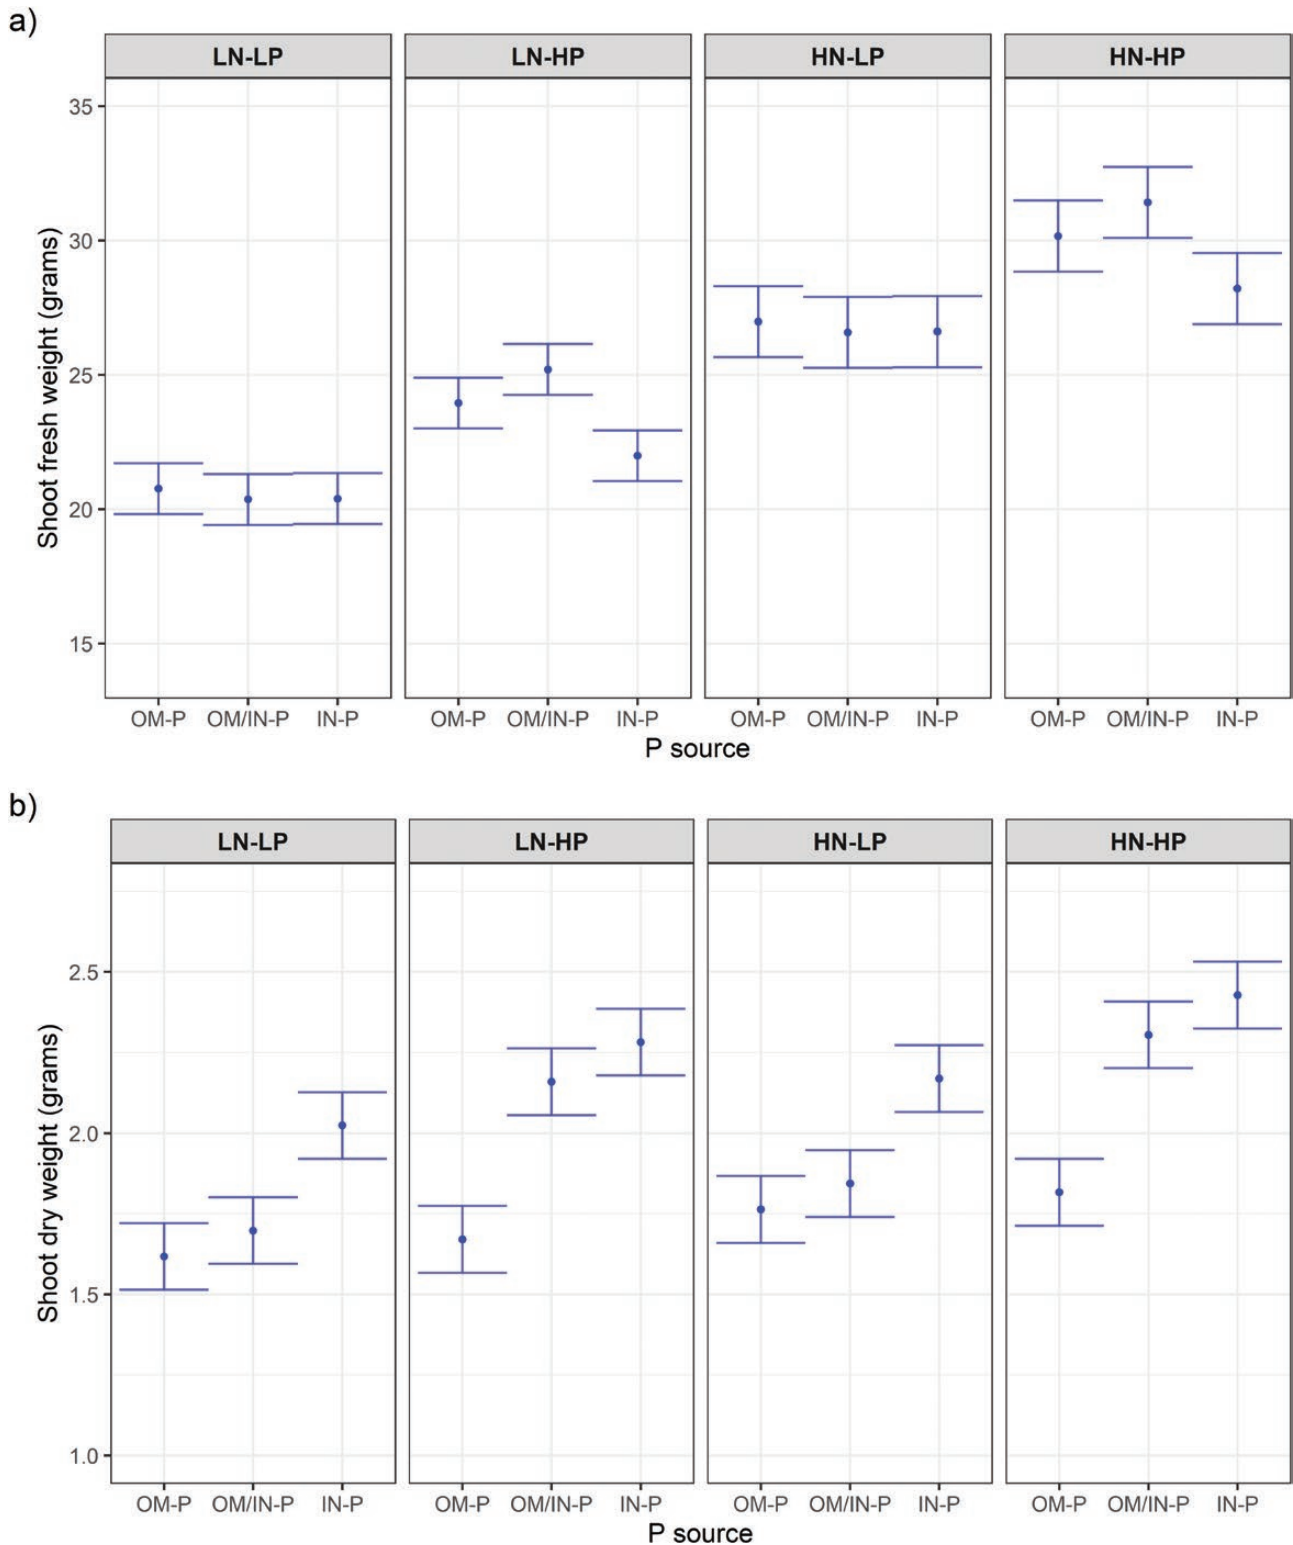 a)
LN-LP LN-HP HN-LP HN-HP
Shoot fresh weight (grams)
35
30
25
20
15
OM-P OM/IN-P IN-P OM-P OM/IN-P IN-P OM-P OM/IN-P IN-P OM-P OM/IN-P IN-P
P source
b)
LN-LP LN-HP HN-LP HN-HP
Shoot dry weight (grams)
2.5
2.0
1.5
1.0
OM-P OM/IN-P IN-P OM-P OM/IN-P IN-P OM-P OM/IN-P IN-P OM-P OM/IN-P IN-P
P source